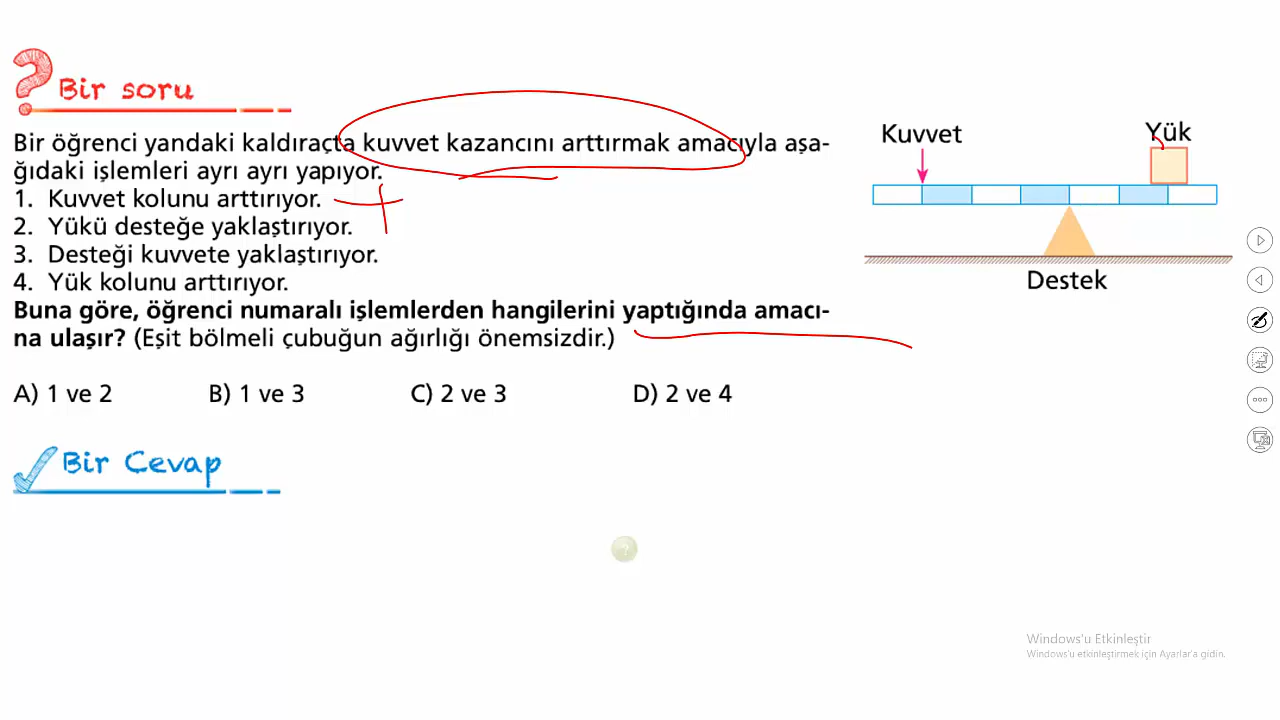 Bir soru
Bir öğrenci yandaki kaldıraçta kuvvet kazancını arttırmak amacıyla aşa-
ğıdaki işlemleri ayrı ayrı yapıyor.
1. Kuvvet kolunu arttırıyor.
2. Yükü desteğe yaklaştırıyor.
3. Desteği kuvvete yaklaştırıyor.
4. Yük kolunu arttırıyor.
Buna göre, öğrenci numaralı işlemlerden hangilerini yaptığında amacı-
na ulaşır? (Eşit bölmeli çubuğun ağırlığı önemsizdir.)
A) 1 ve 2 B) 1 ve 3 C) 2 ve 3 D) 2 ve 4
Kuvvet Yük
Destek
Bir Cevap
Windows'u Etkinleştir
Windows'u etkinleştirmek için Ayarlar'a gidin.